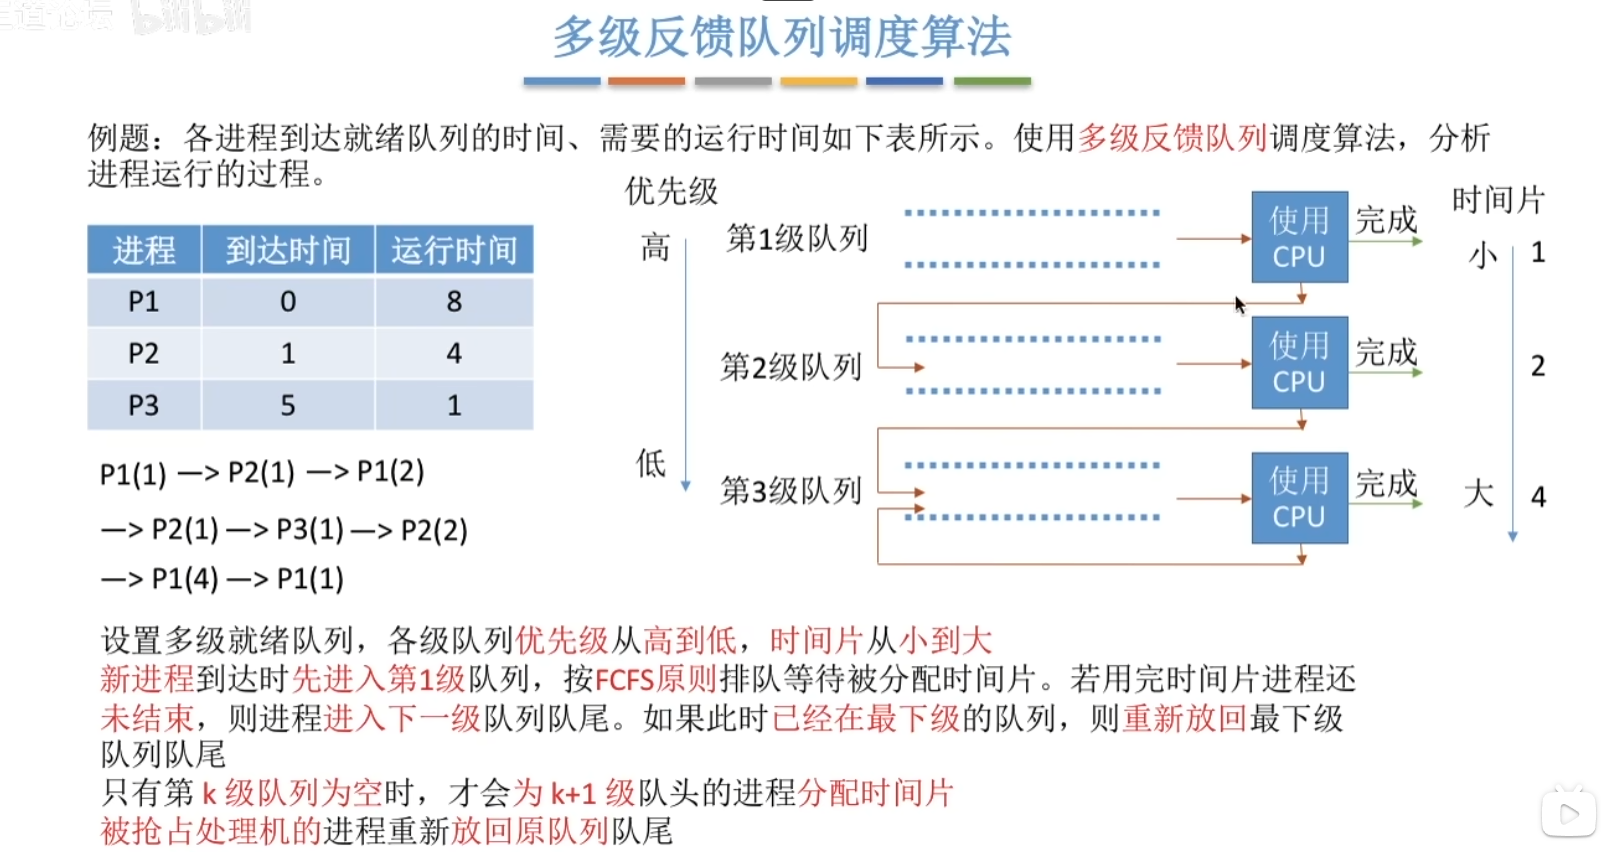 bilibili
多级反馈队列调度算法
例题：各进程到达就绪队列的时间、需要的运行时间如下表所示。使用多级反馈队列调度算法，分析
进程运行的过程。
进程 到达时间 运行时间
P1 0 8
P2 1 4
P3 5 1
P1(1) —> P2(1) —> P1(2)
—> P2(1) —> P3(1) —> P2(2)
—> P1(4) —> P1(1)
优先级
高
低
第1级队列
使用
CPU
完成
第2级队列
使用
CPU
完成
第3级队列
使用
CPU
完成
时间片
小 1
2
大 4
设置多级就绪队列，各级队列优先级从高到低，时间片从小到大
新进程到达时先进入第1级队列，按FCFS原则排队等待被分配时间片。若用完时间片进程还
未结束，则进程进入下一级队列队尾。如果此时已经在最下级的队列，则重新放回最下级
队列队尾
只有第 k 级队列为空时，才会为 k+1 级队头的进程分配时间片
被抢占处理机的进程重新放回原队列队尾